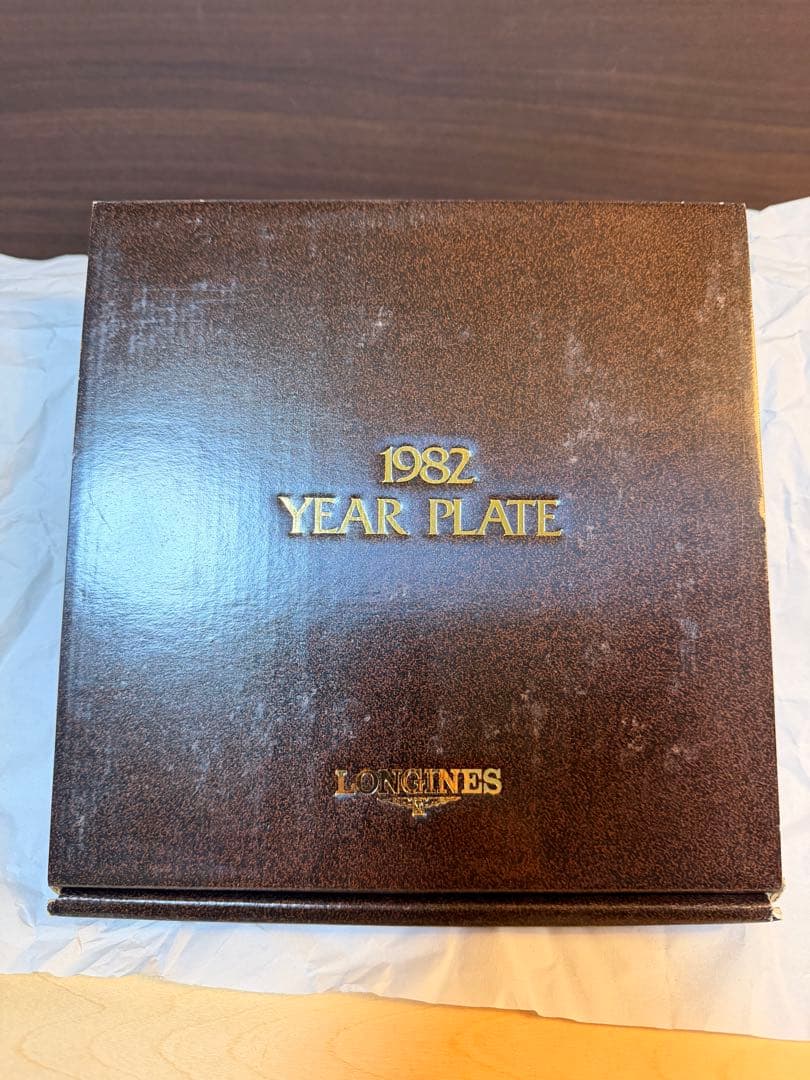 1982
YEAR PLATE
LONGINES